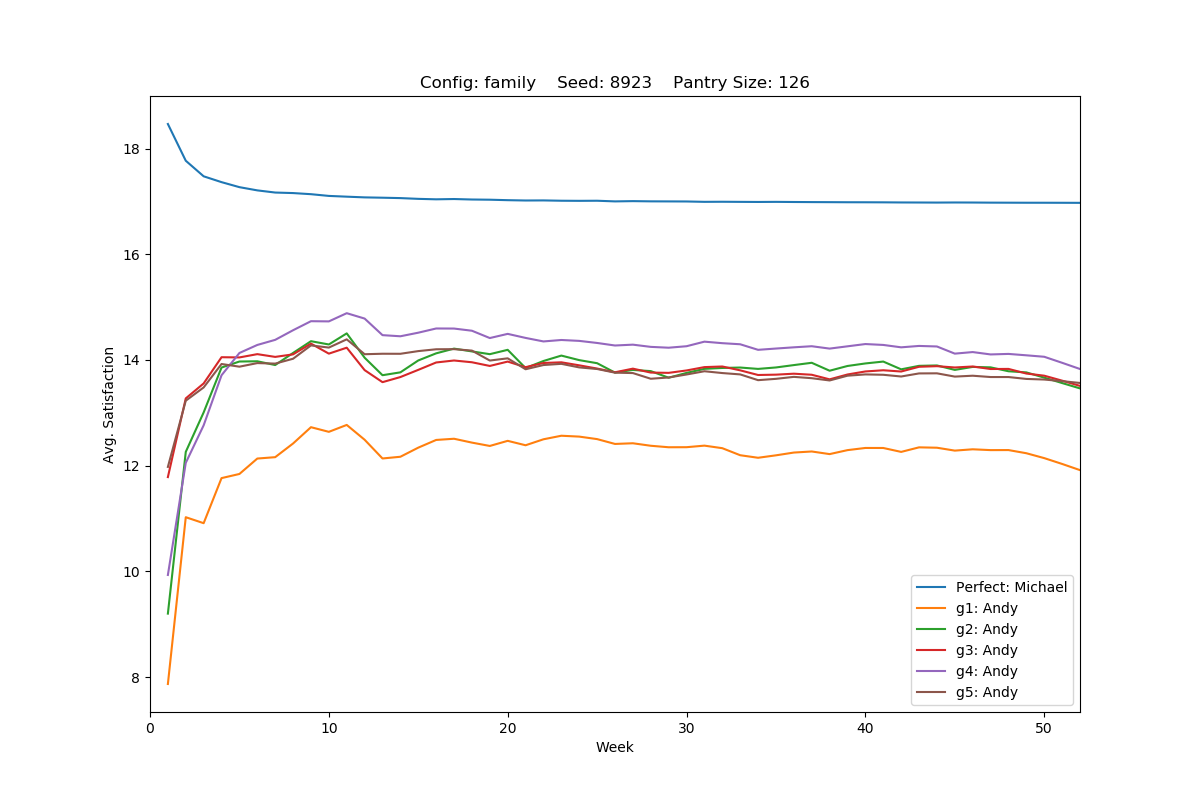 Config: family    Seed: 8923    Pantry Size: 126
Avg. Satisfaction
18
16
14
12
10
8
0 10 20 30 40 50
Week
Perfect: Michael
g1: Andy
g2: Andy
g3: Andy
g4: Andy
g5: Andy